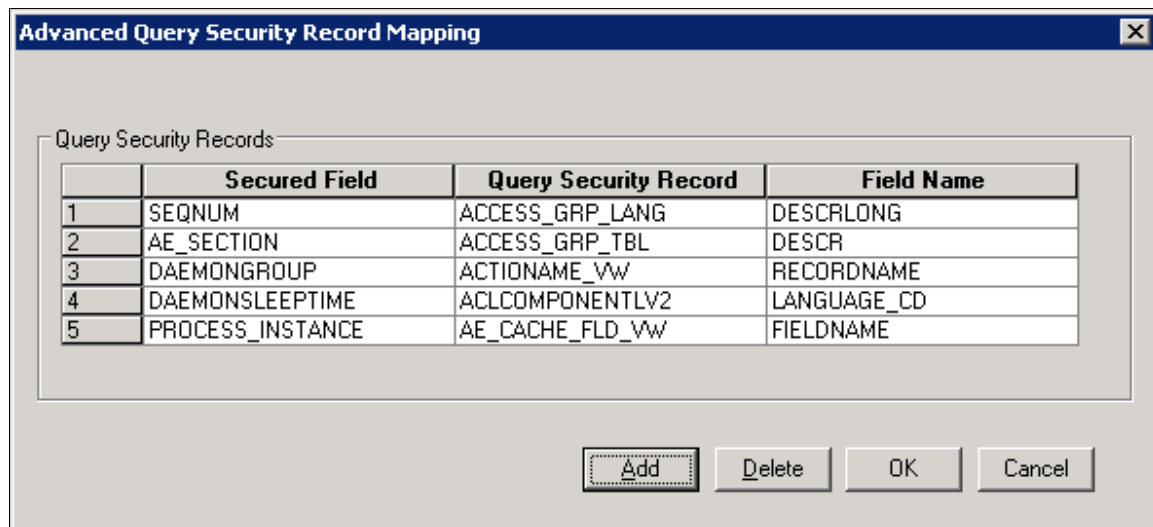 Advanced Query Security Record Mapping
Query Security Records
Secured Field Query Security Record Field Name
1 SEQNUM ACCESS_GRP_LANG DESCRLONG
2 AE_SECTION ACCESS_GRP_TBL DESCR
3 DAEMONGROUP ACTIONAME_VW RECORDNAME
4 DAEMONSLEEPTIME ACLCOMPONENTLV2 LANGUAGE_CD
5 PROCESS_INSTANCE AE_CACHE_FLD_VW FIELDNAME
Add Delete OK Cancel